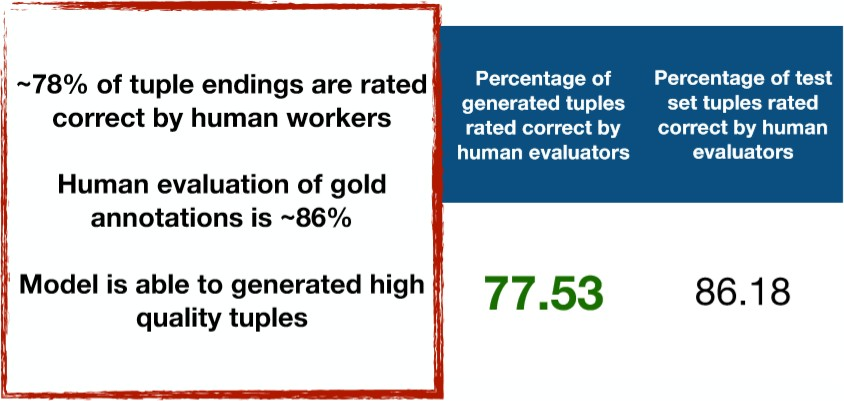 ~78% of tuple endings are rated
correct by human workers
Human evaluation of gold
annotations is ~86%
Model is able to generated high
quality tuples
Percentage of
generated tuples
rated correct by
human evaluators
Percentage of test
set tuples rated
correct by human
evaluators
77.53
86.18